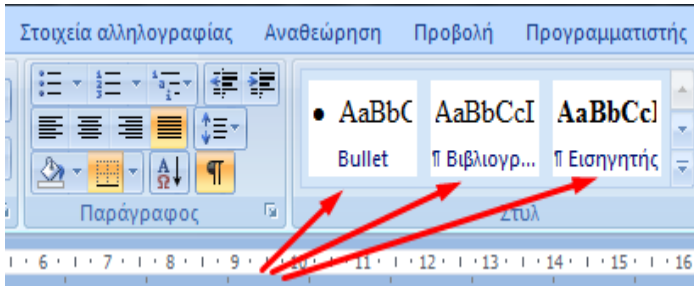 Στοιχεία αλληλογραφίας Αναθεώρηση Προβολή Προγραμματιστής
• AaBbC AaBbCcI AaBbCcl
Bullet ¶ Βιβλιογρ... ¶ Εισηγητής
Παράγραφος Στυλ
6 7 8 9 10 11 12 13 14 15 16